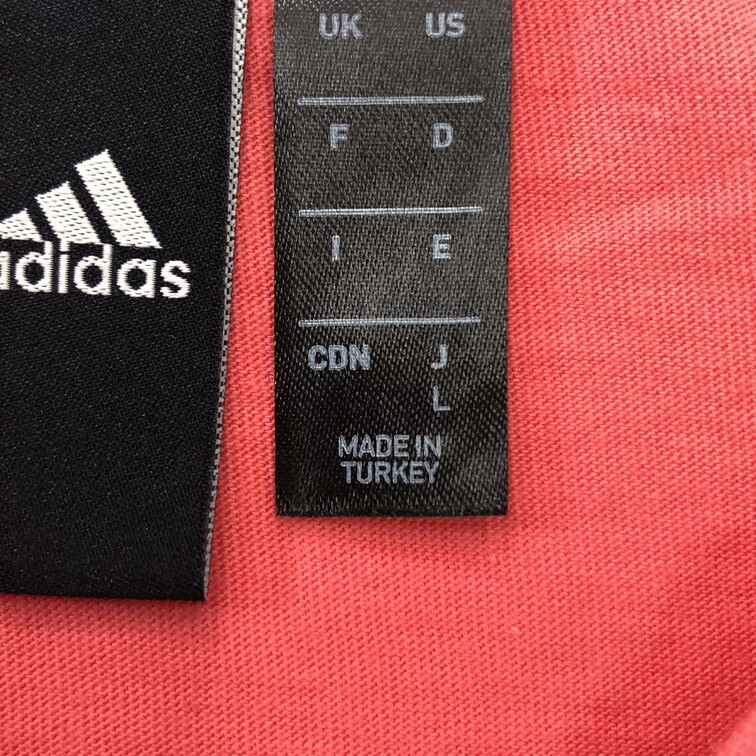 adidas
UK US
F D
I E
CDN J
L
MADE IN
TURKEY